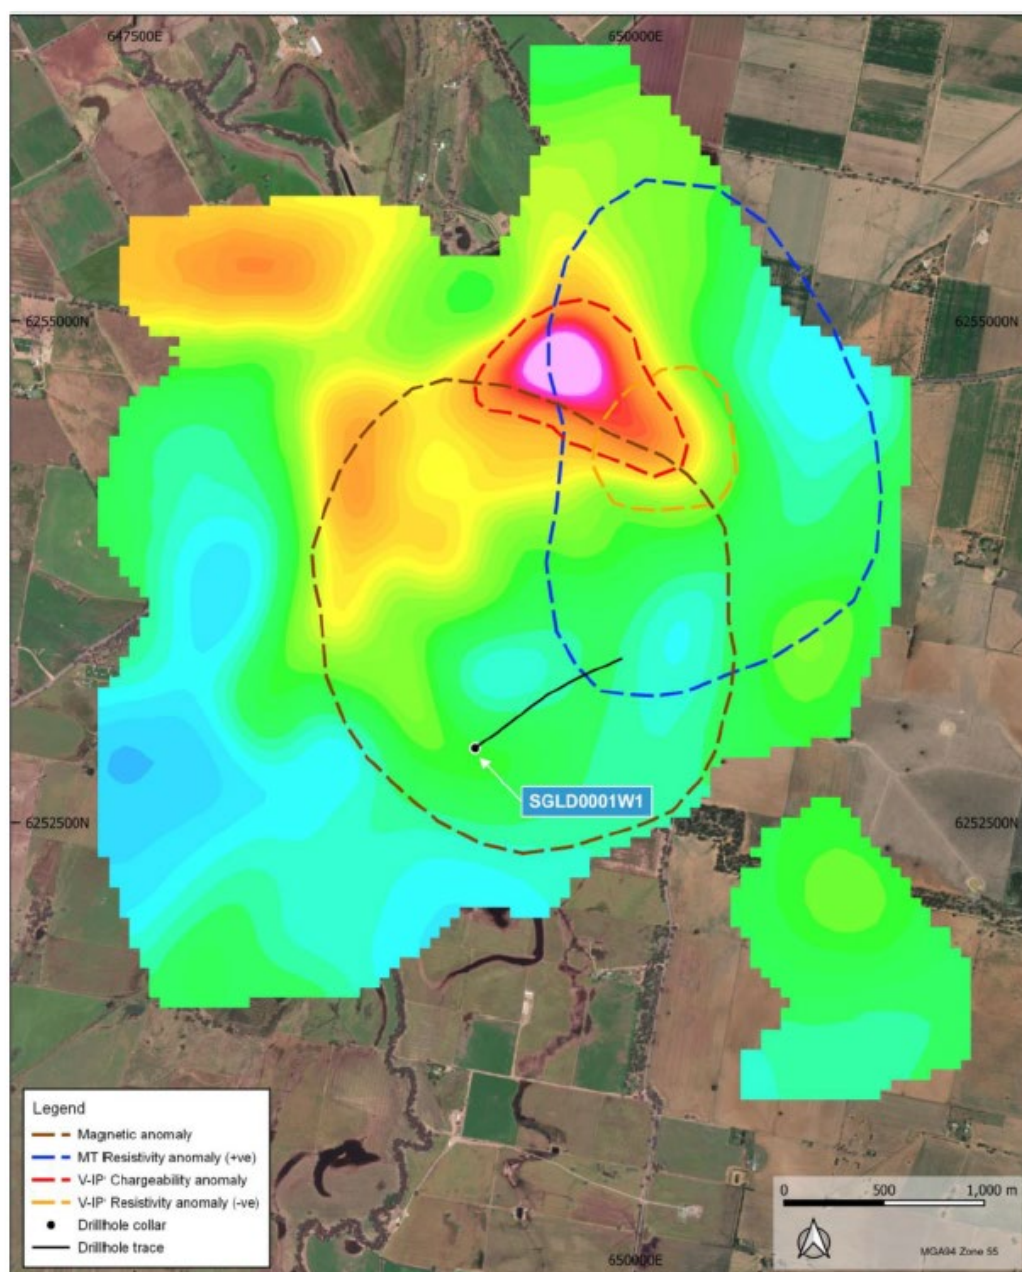 647500E 650000E
6255000N 6255000N
SGLD0001W1
6252500N 6252500N
Legend
Magnetic anomaly
MT Resistivity anomaly (+ve)
V-IP Chargeability anomaly
V-IP Resistivity anomaly (-ve)
Drillhole collar
Drillhole trace
0 500 1,000 m
MGA94 Zone 55
650000E